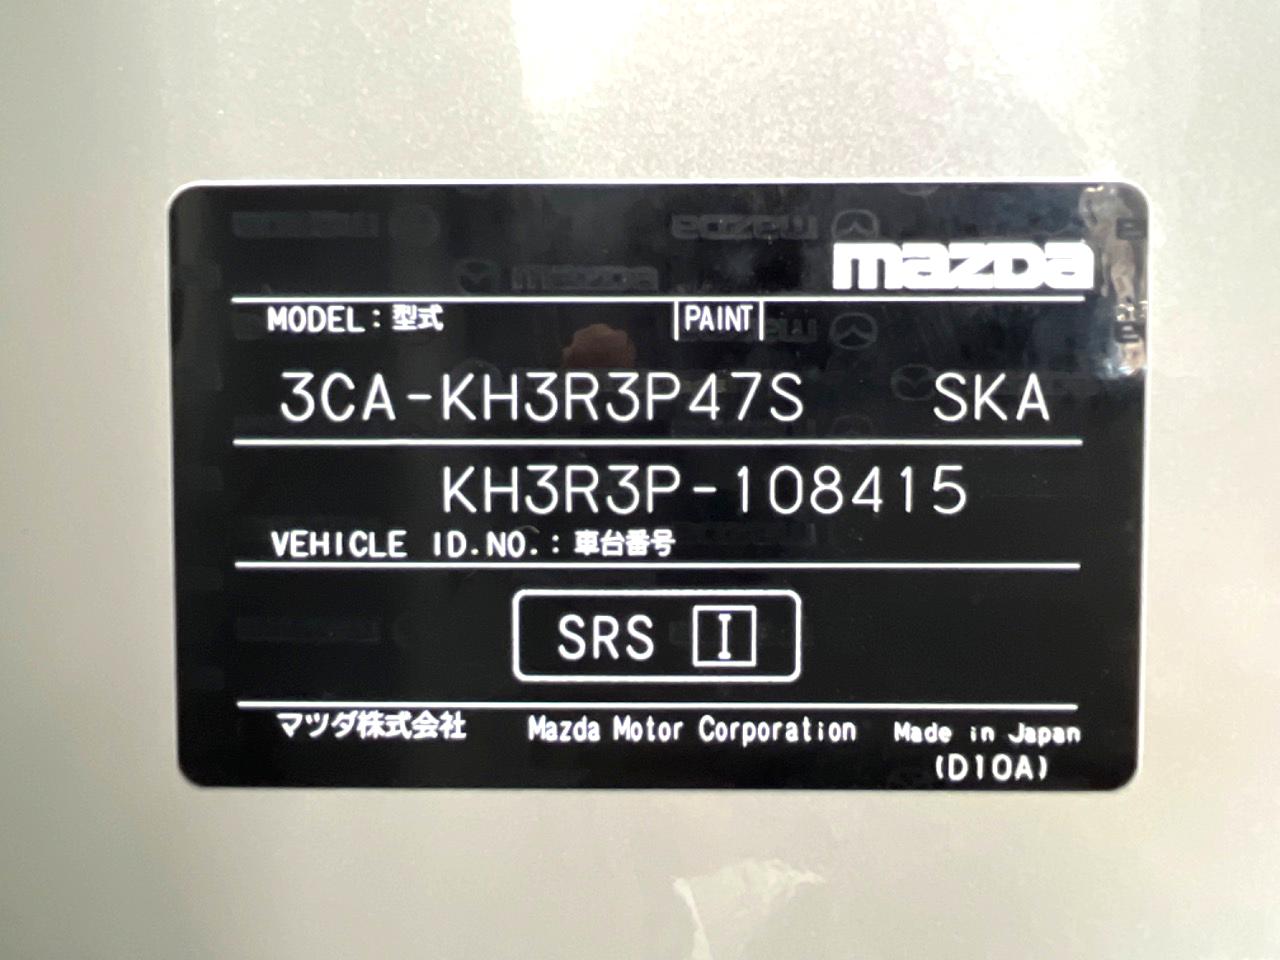 mazda
MODEL：型式 PAINT
3CA-KH3R3P47S SKA
KH3R3P-108415
VEHICLE ID.NO.：車台番号
SRS I
マツダ株式会社 Mazda Motor Corporation Made in Japan
(D10A)